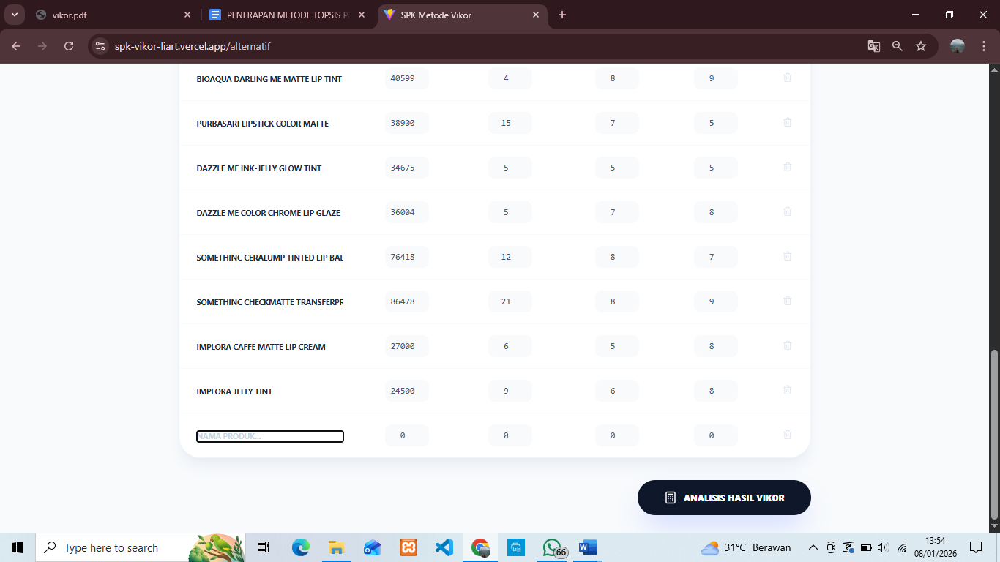 vikor.pdf
PENERAPAN METODE TOPSIS P
SPK Metode Vikor
spk-vikor-liart.vercel.app/alternatif
BIOAQUA DARLING ME MATTE LIP TINT 40599 4 8 9
PURBASARI LIPSTICK COLOR MATTE 38900 15 7 5
DAZZLE ME INK-JELLY GLOW TINT 34675 5 5 5
DAZZLE ME COLOR CHROME LIP GLAZE 36004 5 7 8
SOMETHINC CERALUMP TINTED LIP BAL 76418 12 8 7
SOMETHINC CHECKMATTE TRANSFERPR 86478 21 8 9
IMPLORA CAFFE MATTE LIP CREAM 27000 6 5 8
IMPLORA JELLY TINT 24500 9 6 8
NAMA PRODUK... 0 0 0 0
ANALISIS HASIL VIKOR
Type here to search
66
31°C Berawan
13:54
08/01/2026